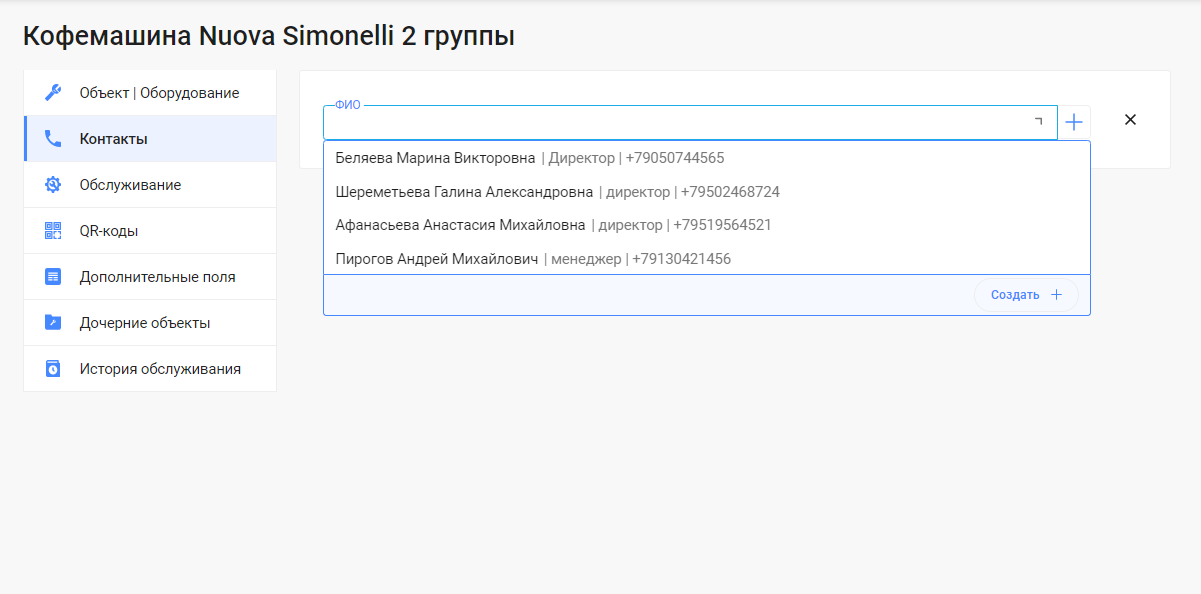 Кофемашина Nuova Simonelli 2 группы
Объект | Оборудование
Контакты
Обслуживание
QR-коды
Дополнительные поля
Дочерние объекты
История обслуживания
ФИО
Беляева Марина Викторовна | Директор | +79050744565
Шереметьева Галина Александровна | директор | +79502468724
Афанасьева Анастасия Михайловна | директор | +79519564521
Пирогов Андрей Михайлович | менеджер | +79130421456
Создать